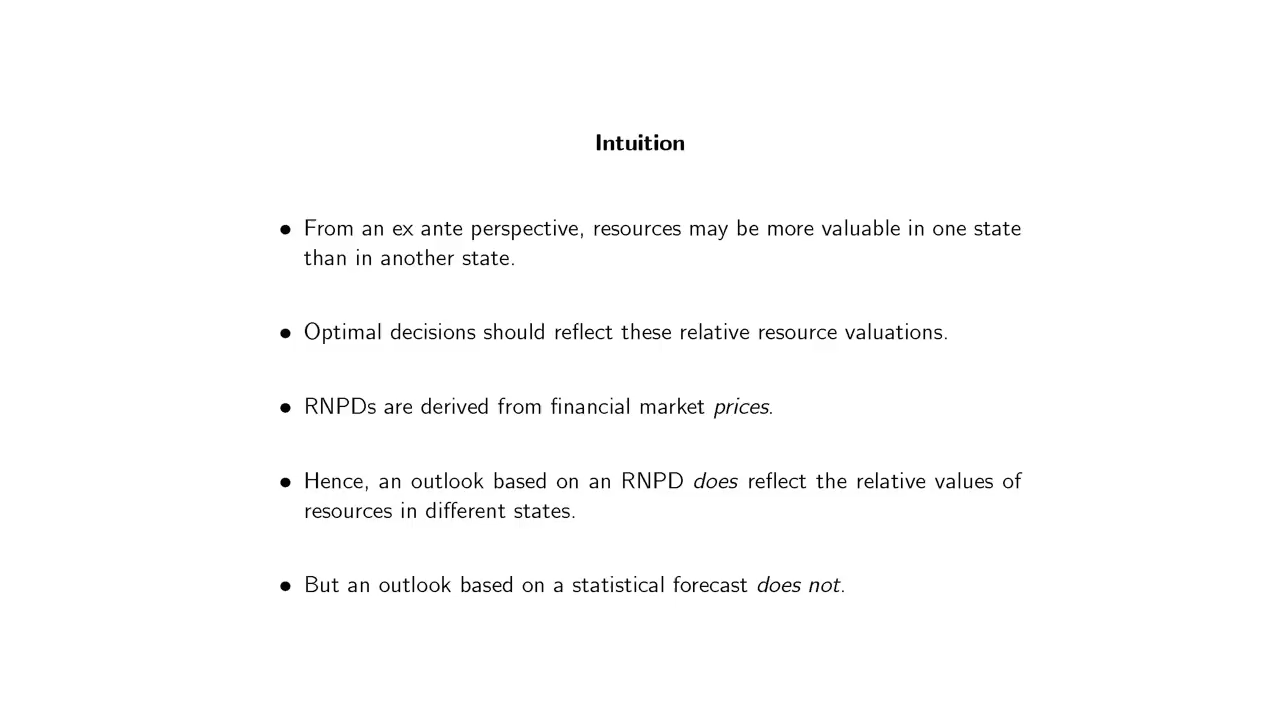 Intuition
• From an ex ante perspective, resources may be more valuable in one state
than in another state.
• Optimal decisions should reflect these relative resource valuations.
• RNPDs are derived from financial market prices.
• Hence, an outlook based on an RNPD does reflect the relative values of
resources in different states.
• But an outlook based on a statistical forecast does not.